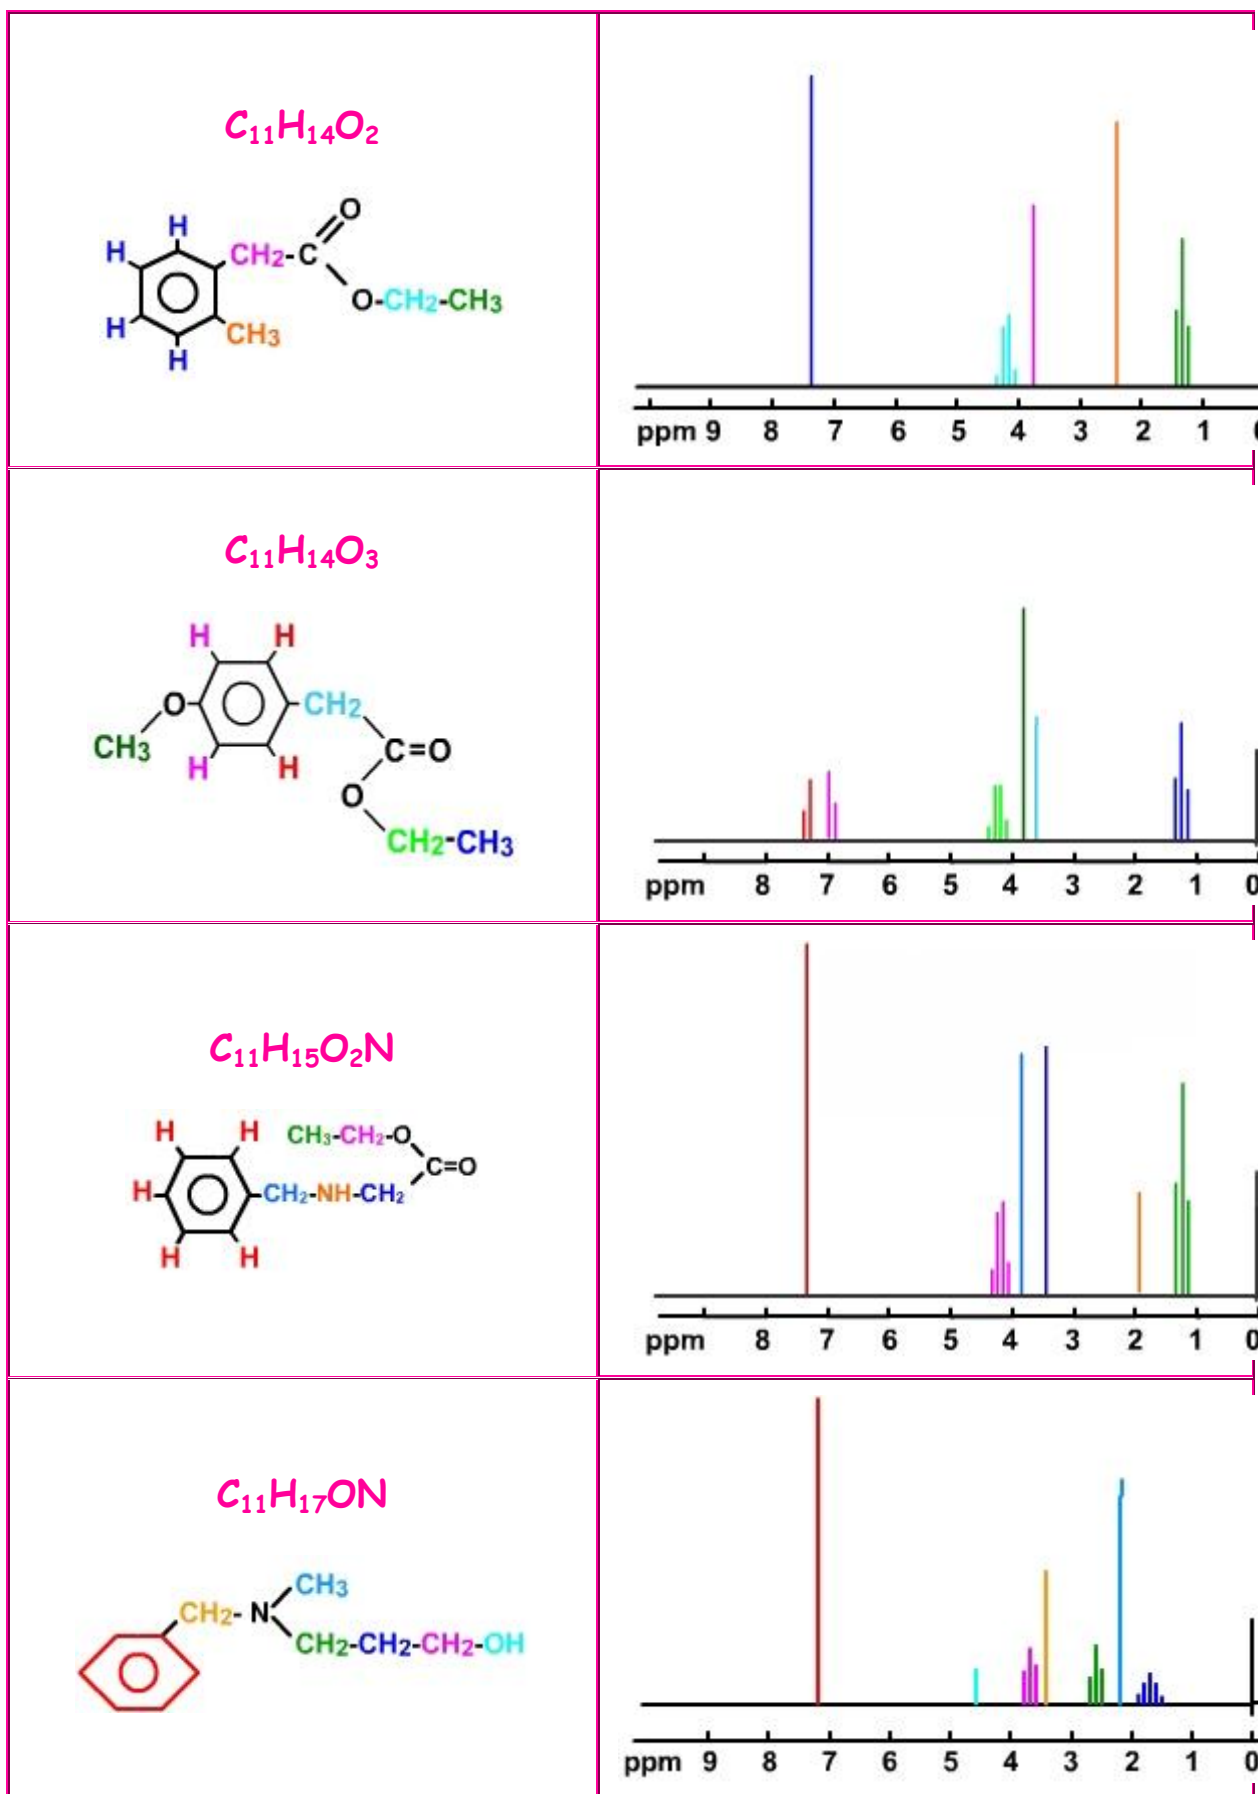 C₁₁H₁₄O₂
O
H
H CH₂-C
O-CH₂-CH₃
H CH₃
H
ppm 9 8 7 6 5 4 3 2 1
C₁₁H₁₄O₃
H H
O CH₂
CH₃ C=O
H H
O
CH₂-CH₃
ppm 8 7 6 5 4 3 2 1 0
C₁₁H₁₅O₂N
H H CH₃-CH₂-O
C=O
H CH₂-NH-CH₂
H H
ppm 8 7 6 5 4 3 2 1 0
C₁₁H₁₇ON
CH₃
CH₂-N
CH₂-CH₂-CH₂-OH
ppm 9 8 7 6 5 4 3 2 1 0